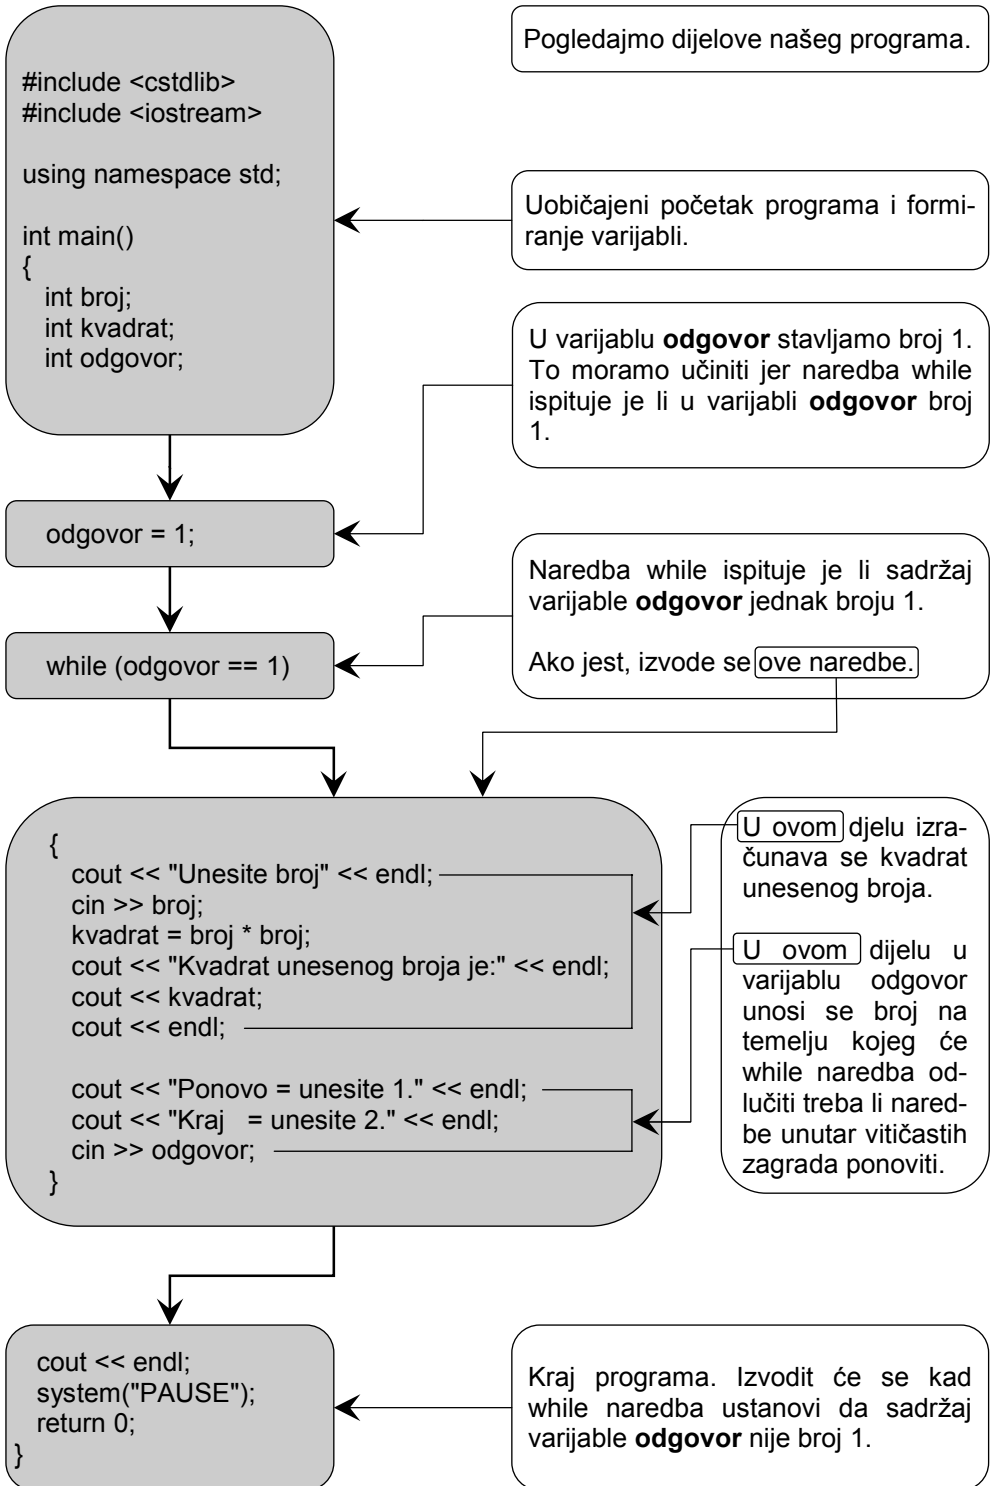 Pogledajmo dijelove našeg programa.
#include <cstdlib>
#include <iostream>
using namespace std;
int main()
{
int broj;
int kvadrat;
int odgovor;
Uobičajeni početak programa i formi-
ranje varijabli.
U varijablu odgovor stavljamo broj 1.
To moramo učiniti jer naredba while
ispituje je li u varijabli odgovor broj
1.
odgovor = 1;
Naredba while ispituje je li sadržaj
varijable odgovor jednak broju 1.
Ako jest, izvode se ove naredbe.
while (odgovor == 1)
{
cout << "Unesite broj" << endl;
cin >> broj;
kvadrat = broj * broj;
cout << "Kvadrat unesenog broja je:" << endl;
cout << kvadrat;
cout << endl;
cout << "Ponovo = unesite 1." << endl;
cout << "Kraj   = unesite 2." << endl;
cin >> odgovor;
}
U ovom djelu izra-
čunava se kvadrat
unesenog broja.
U ovom dijelu u
varijablu odgovor
unosi se broj na
temelju kojeg će
while naredba od-
lučiti treba li nared-
be unutar vitičastih
zagrada ponoviti.
cout << endl;
system("PAUSE");
return 0;
}
Kraj programa. Izvodit će se kad
while naredba ustanovi da sadržaj
varijable odgovor nije broj 1.